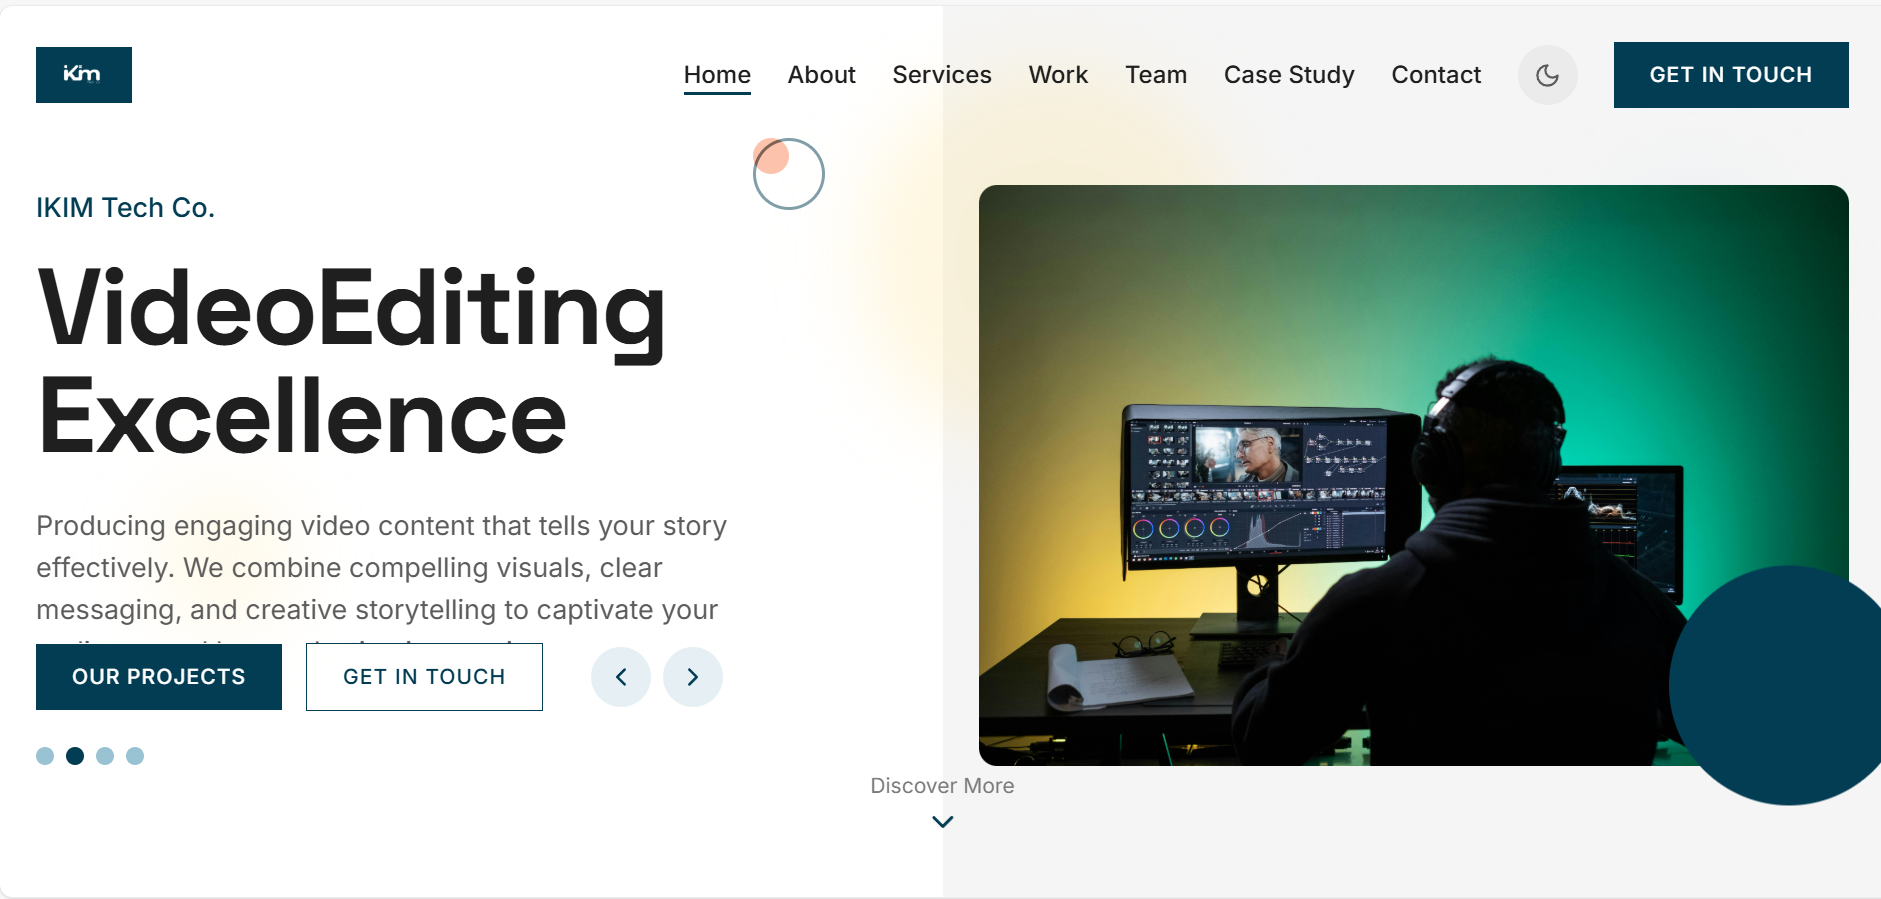 iKim
Home About Services Work Team Case Study Contact GET IN TOUCH
IKIM Tech Co.
VideoEditing
Excellence
Producing engaging video content that tells your story
effectively. We combine compelling visuals, clear
messaging, and creative storytelling to captivate your
OUR PROJECTS GET IN TOUCH
Discover More